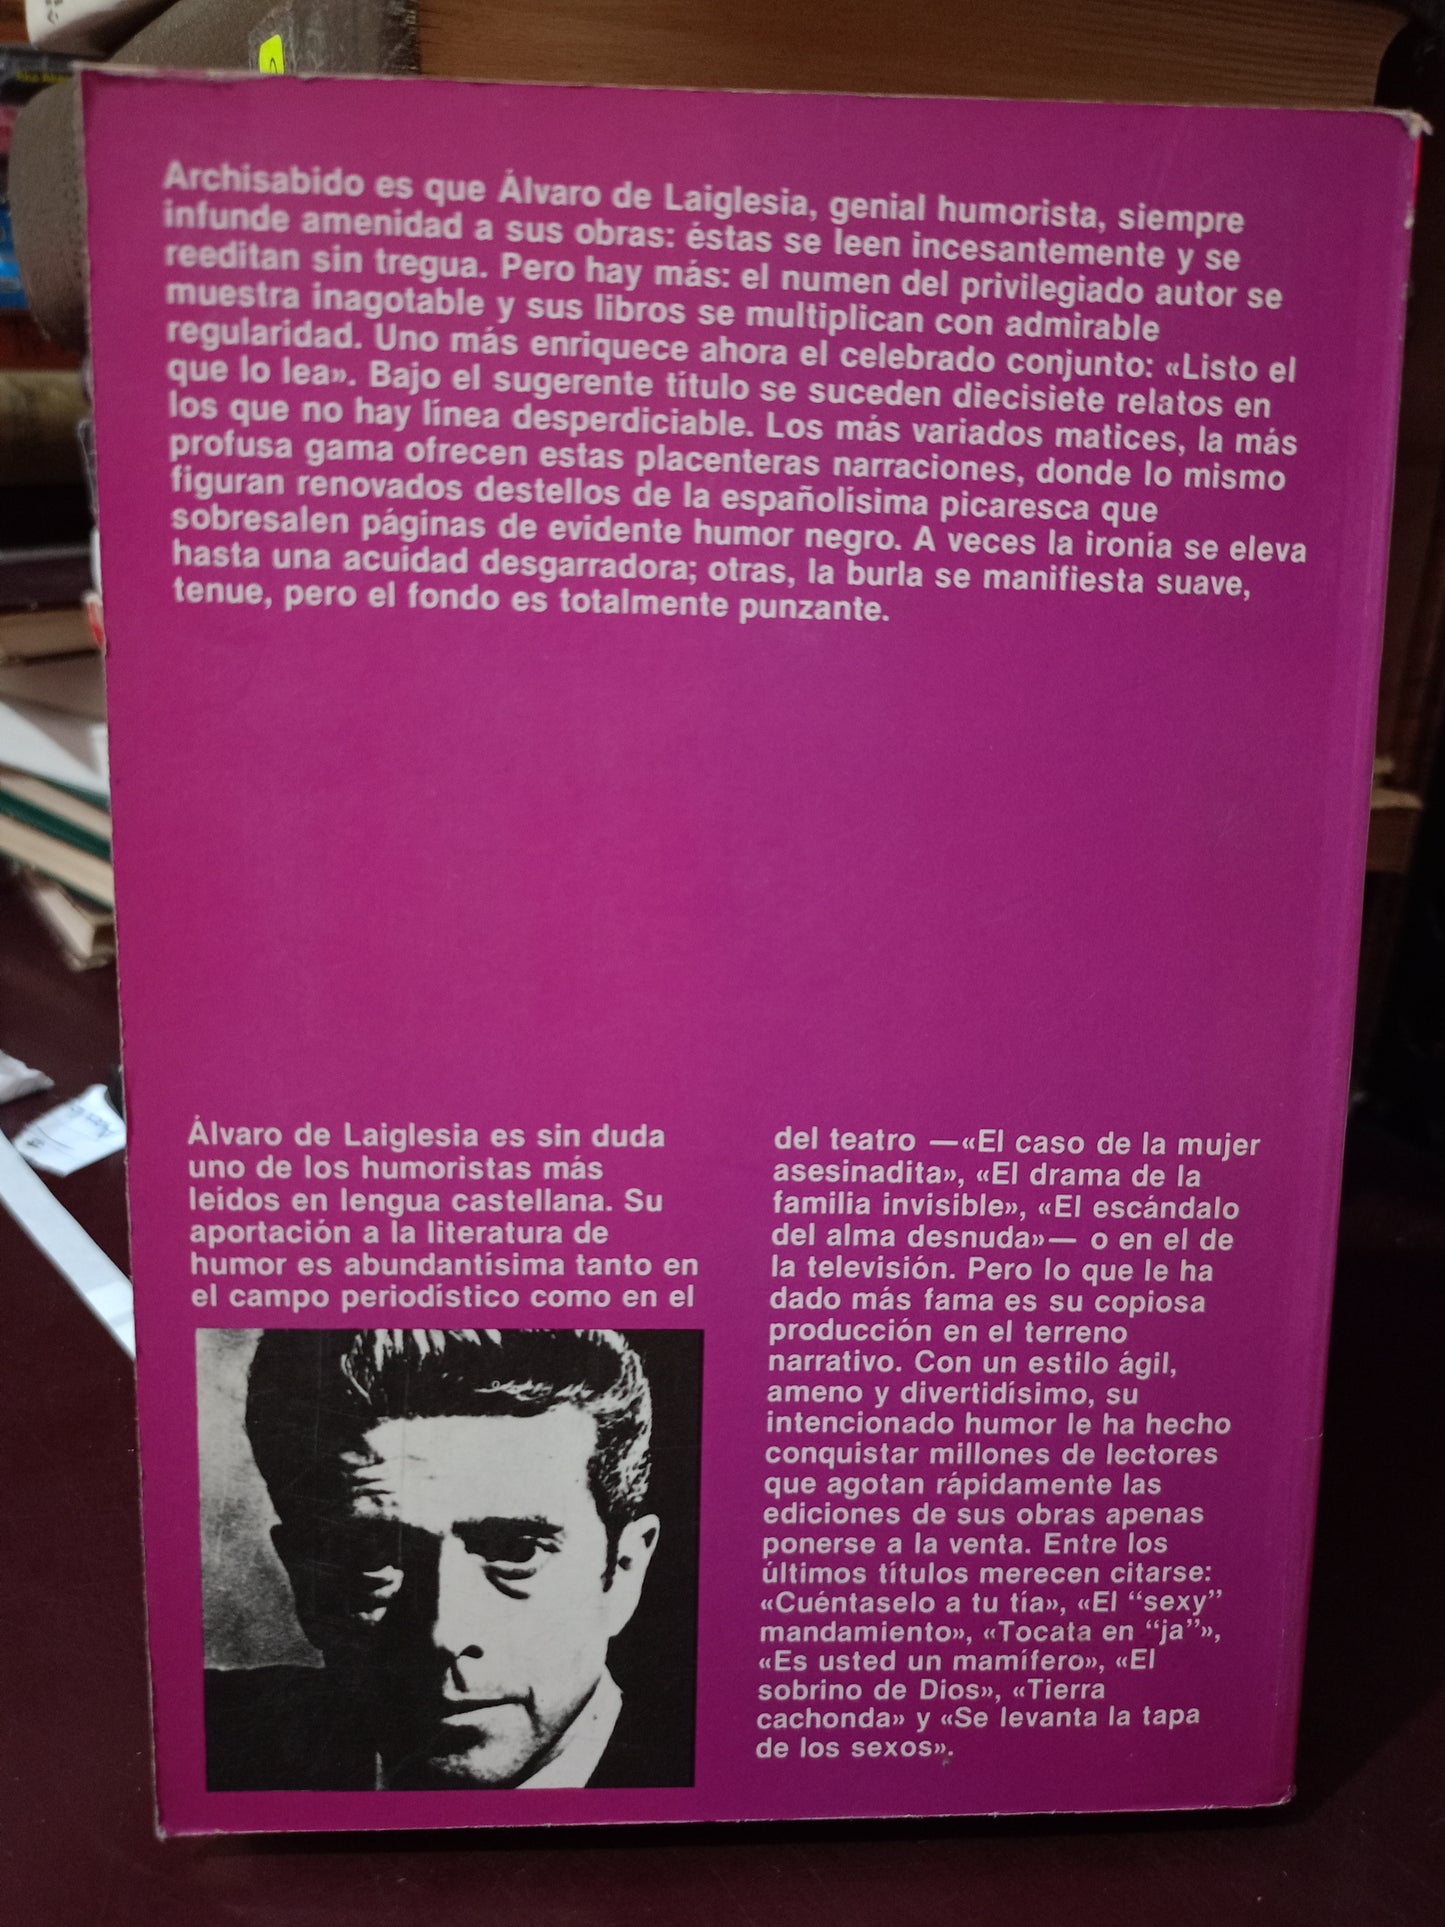 Archisabido es que Álvaro de Laiglesia, genial humorista, siempre
infunde amenidad a sus obras: éstas se leen incesantemente y se
reeditan sin tregua. Pero hay más: el numen del privilegiado autor se
muestra inagotable y sus libros se multiplican con admirable
regularidad. Uno más enriquece ahora el celebrado conjunto: «Listo el
que lo lea». Bajo el sugerente título se suceden diecisiete relatos en
los que no hay línea desperdiciable. Los más variados matices, la más
profusa gama ofrecen estas placenteras narraciones, donde lo mismo
figuran renovados destellos de la españolísima picaresca que
sobresalen páginas de evidente humor negro. A veces la ironía se eleva
hasta una acuidad desgarradora; otras, la burla se manifiesta suave,
tenue, pero el fondo es totalmente punzante.
Álvaro de Laiglesia es sin duda
uno de los humoristas más
leídos en lengua castellana. Su
aportación a la literatura de
humor es abundantísima tanto en
el campo periodístico como en el
del teatro —«El caso de la mujer
asesinadita», «El drama de la
familia invisible», «El escándalo
del alma desnuda»— o en el de
la televisión. Pero lo que le ha
dado más fama es su copiosa
producción en el terreno
narrativo. Con un estilo ágil,
ameno y divertidísimo, su
intencionado humor le ha hecho
conquistar millones de lectores
que agotan rápidamente las
ediciones de sus obras apenas
ponerse a la venta. Entre los
últimos títulos merecen citarse:
«Cuéntaselo a tu tía», «El “sexy”
mandamiento», «Tocata en “ja”»,
«Es usted un mamífero», «El
sobrino de Dios», «Tierra
cachonda» y «Se levanta la tapa
de los sexos».